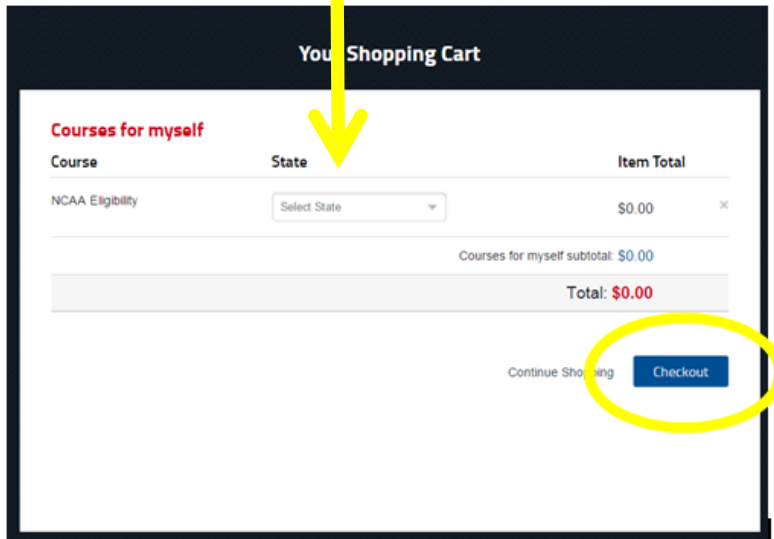 You Shopping Cart
Courses for myself
Course State Item Total
NCAA Eligibility Select State $0.00 ×
Courses for myself subtotal: $0.00
Total: $0.00
Continue Shopping Checkout